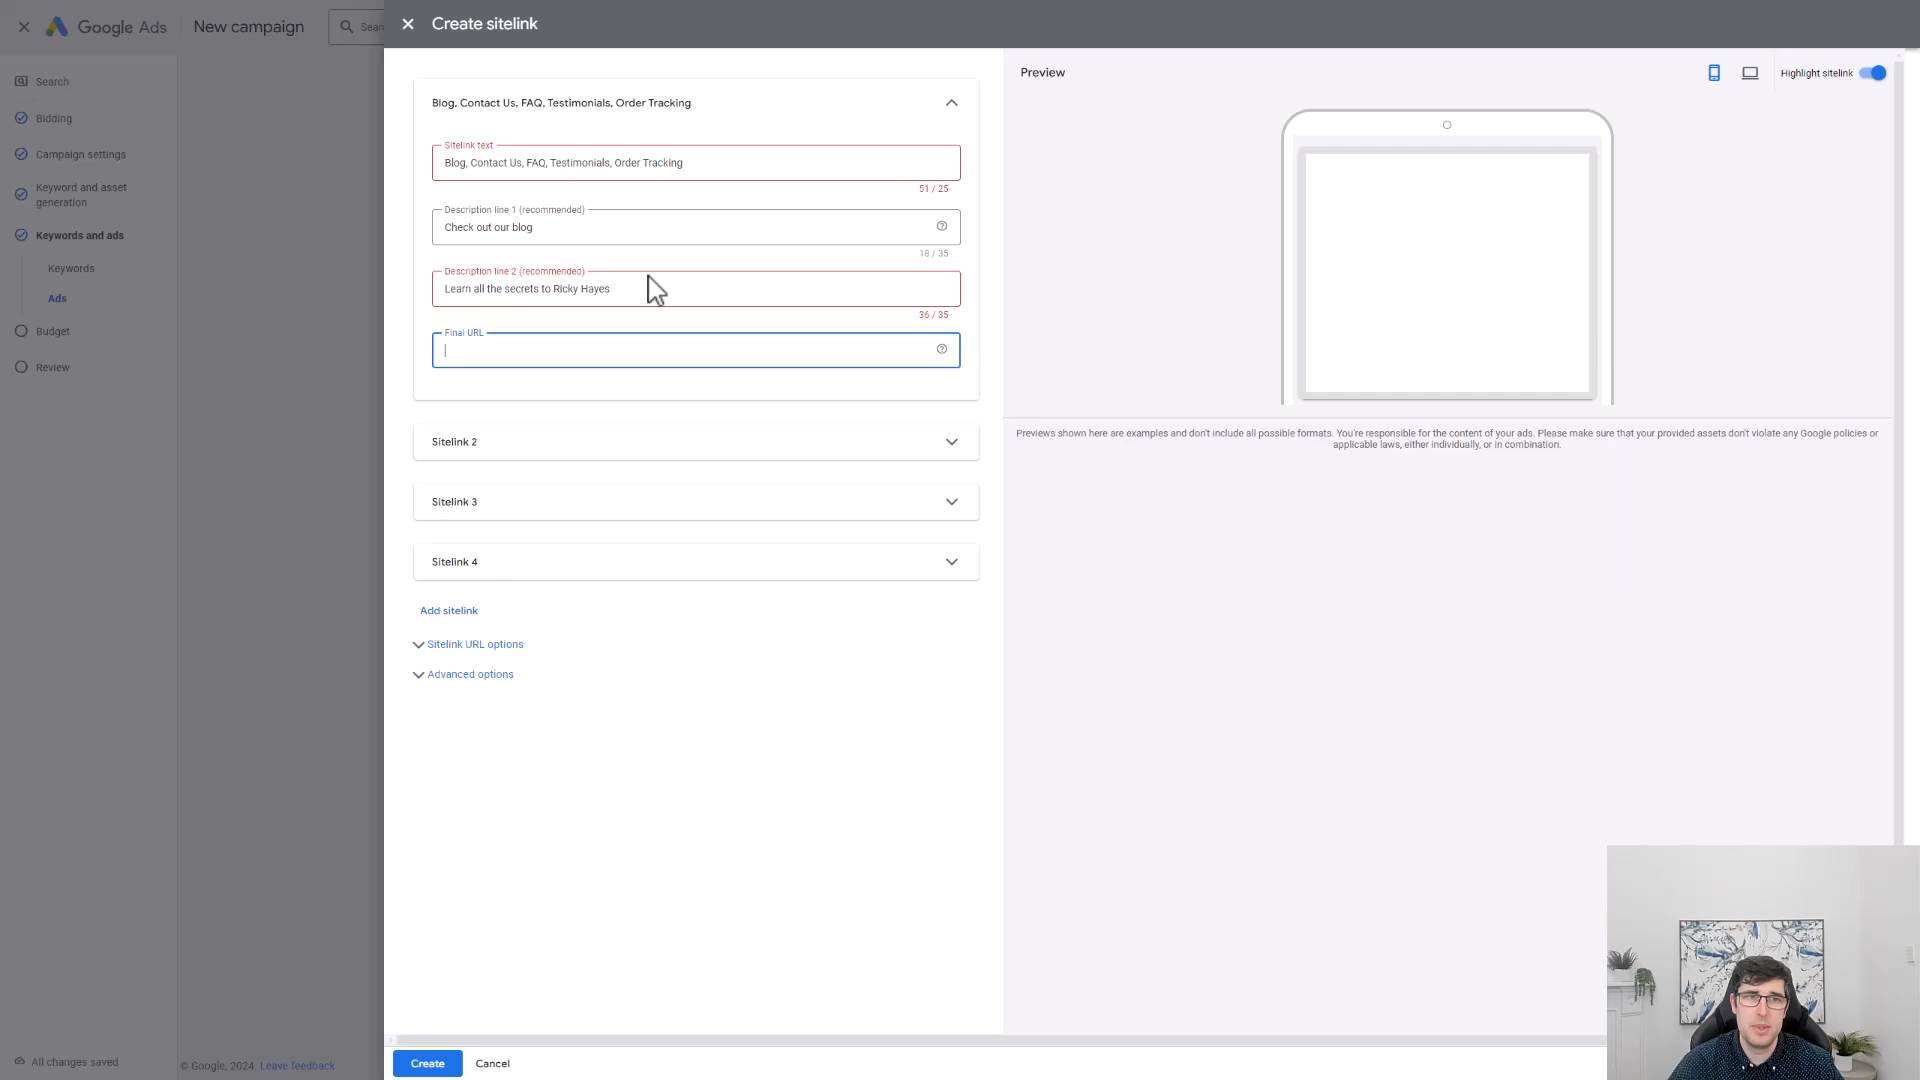 Google Ads
New campaign
Sear
Create sitelink
Search
Bidding
Campaign settings
Keyword and asset
generation
Keywords and ads
Keywords
Ads
Budget
Review
All changes saved
© Google, 2024. Leave feedback
Blog, Contact Us, FAQ, Testimonials, Order Tracking
Sitelink text
Blog, Contact Us, FAQ, Testimonials, Order Tracking
51 / 25
Description line 1 (recommended)
Check out our blog
18 / 35
Description line 2 (recommended)
Learn all the secrets to Ricky Hayes
36 / 35
Final URL
Sitelink 2
Sitelink 3
Sitelink 4
Add sitelink
Sitelink URL options
Advanced options
Create
Cancel
Preview
Highlight sitelink
Previews shown here are examples and don't include all possible formats. You're responsible for the content of your ads. Please make sure that your provided assets don't violate any Google policies or
applicable laws, either individually, or in combination.